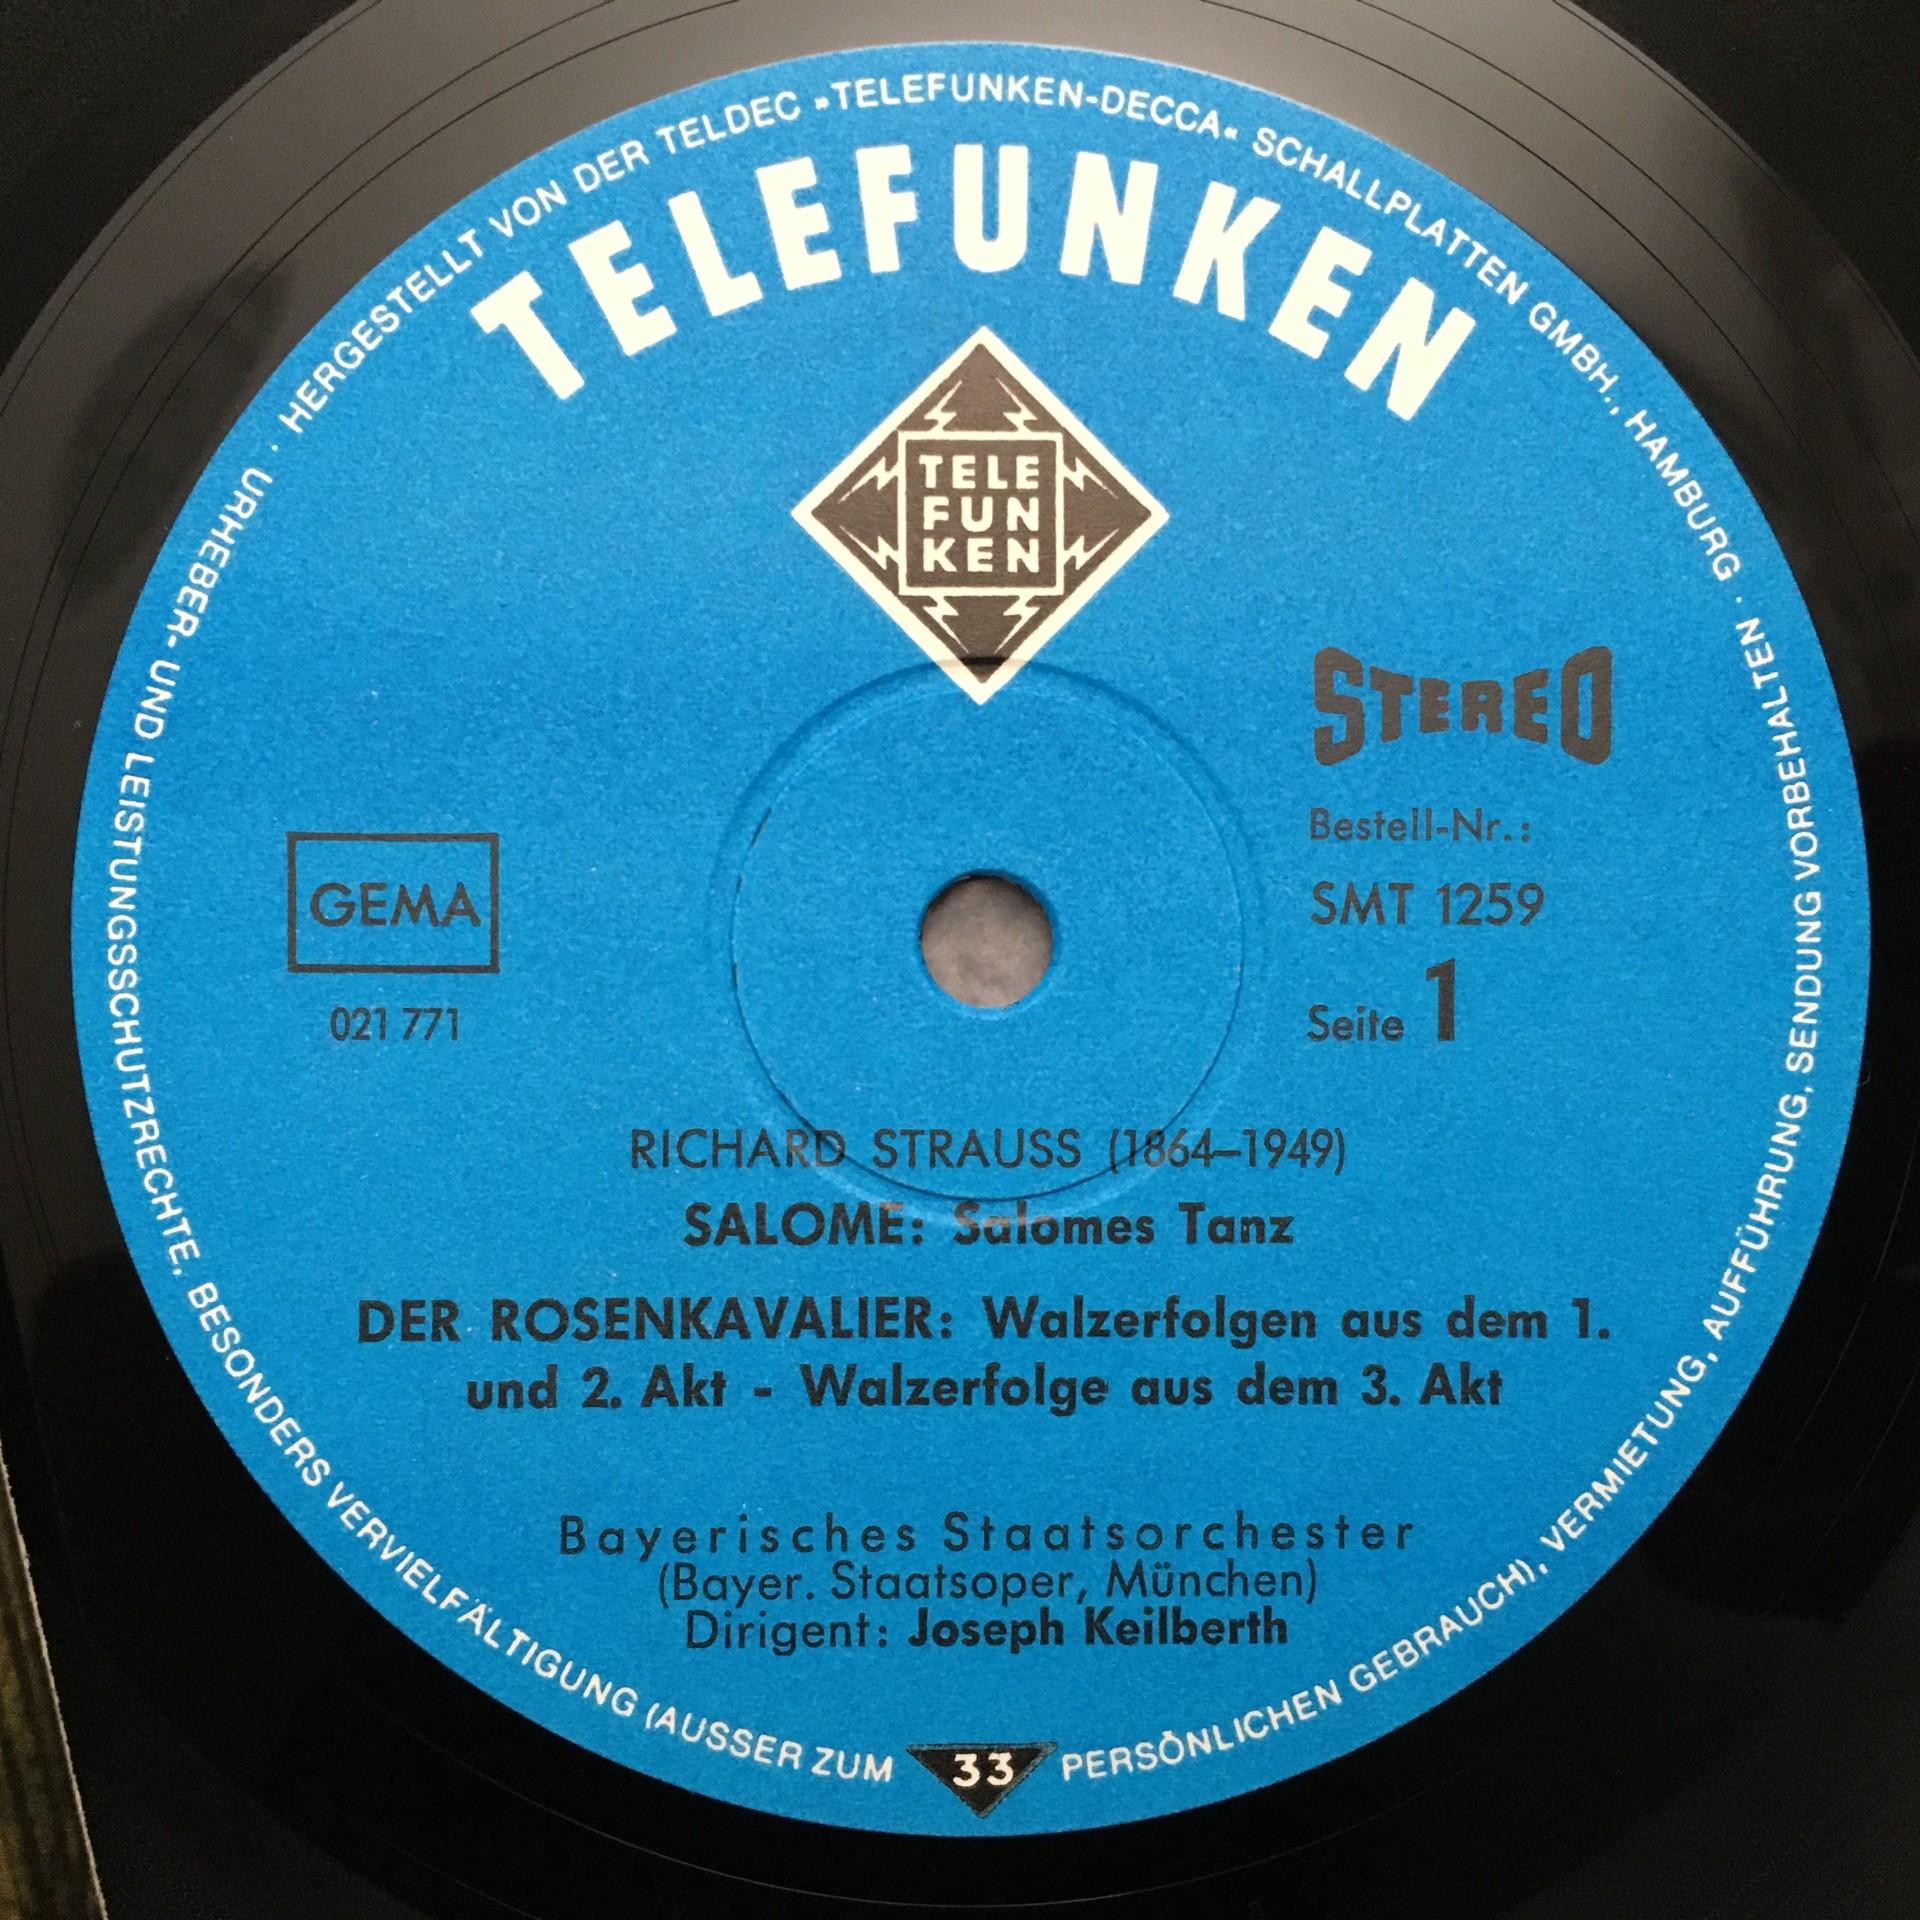 HERGESTELLT VON DER TELDEC »TELEFUNKEN-DECCA« SCHALLPLATTEN GMBH., HAMBURG · URHEBER- UND LEISTUNGSSCHUTZRECHTE, BESONDERS VERVIELFÄLTIGUNG (AUSSER ZUM PERSÖNLICHEN GEBRAUCH), VERMIETUNG, AUFFÜHRUNG, SENDUNG VORBEHALTEN ·
TELEFUNKEN
TELE
FUN
KEN
STEREO
Bestell-Nr.:
SMT 1259
Seite 1
GEMA
021 771
RICHARD STRAUSS (1864–1949)
SALOME: Salomes Tanz
DER ROSENKAVALIER: Walzerfolgen aus dem 1.
und 2. Akt - Walzerfolge aus dem 3. Akt
Bayerisches Staatsorchester
(Bayer. Staatsoper, München)
Dirigent: Joseph Keilberth
33